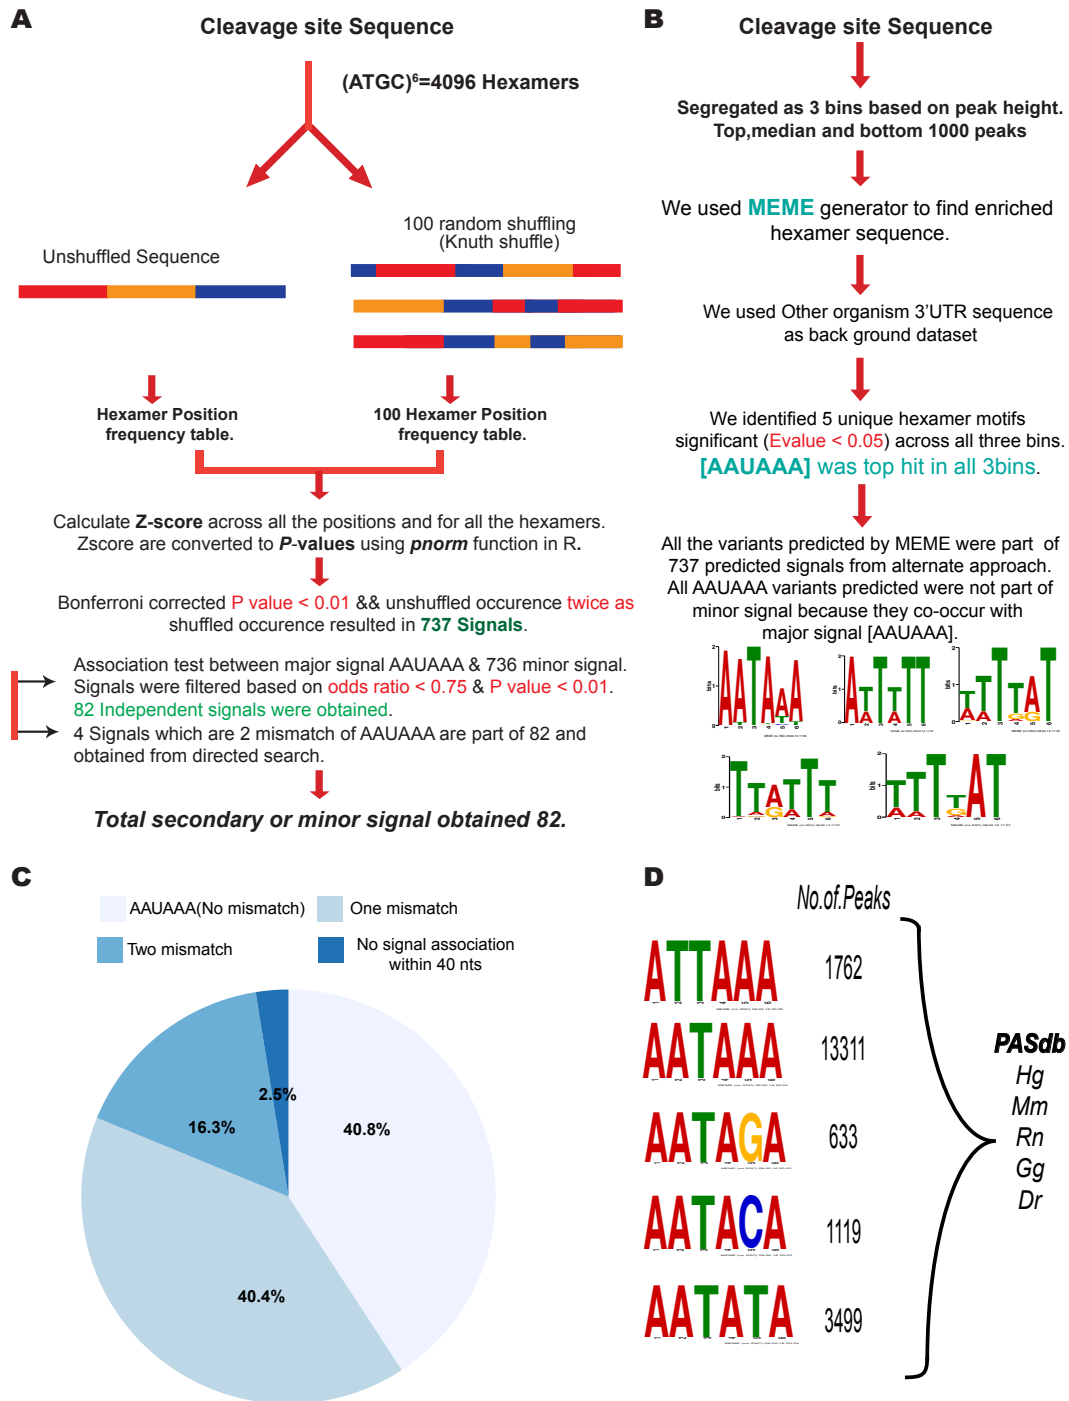 A
Cleavage site Sequence
(ATGC)⁶=4096 Hexamers
Unshuffled Sequence
100 random shuffling
(Knuth shuffle)
Hexamer Position
frequency table.
100 Hexamer Position
frequency table.
Calculate Z-score across all the positions and for all the hexamers.
Zscore are converted to P-values using pnorm function in R.
Bonferroni corrected P value < 0.01 && unshuffled occurence twice as
shuffled occurence resulted in 737 Signals.
Association test between major signal AAUAAA & 736 minor signal.
Signals were filtered based on odds ratio < 0.75 & P value < 0.01.
82 Independent signals were obtained.
4 Signals which are 2 mismatch of AAUAAA are part of 82 and
obtained from directed search.
Total secondary or minor signal obtained 82.
B
Cleavage site Sequence
Segregated as 3 bins based on peak height.
Top,median and bottom 1000 peaks
We used MEME generator to find enriched
hexamer sequence.
We used Other organism 3'UTR sequence
as back ground dataset
We identified 5 unique hexamer motifs
significant (Evalue < 0.05) across all three bins.
[AAUAAA] was top hit in all 3bins.
All the variants predicted by MEME were part of
737 predicted signals from alternate approach.
All AAUAAA variants predicted were not part of
minor signal because they co-occur with
major signal [AAUAAA].
C
AAUAAA(No mismatch)
One mismatch
Two mismatch
No signal association
within 40 nts
2.5%
40.8%
16.3%
40.4%
D
No.of.Peaks
ATTAAA 1762
AATAAA 13311
AATAGA 633
AATACA 1119
AATATA 3499
PASdb
Hg
Mm
Rn
Gg
Dr